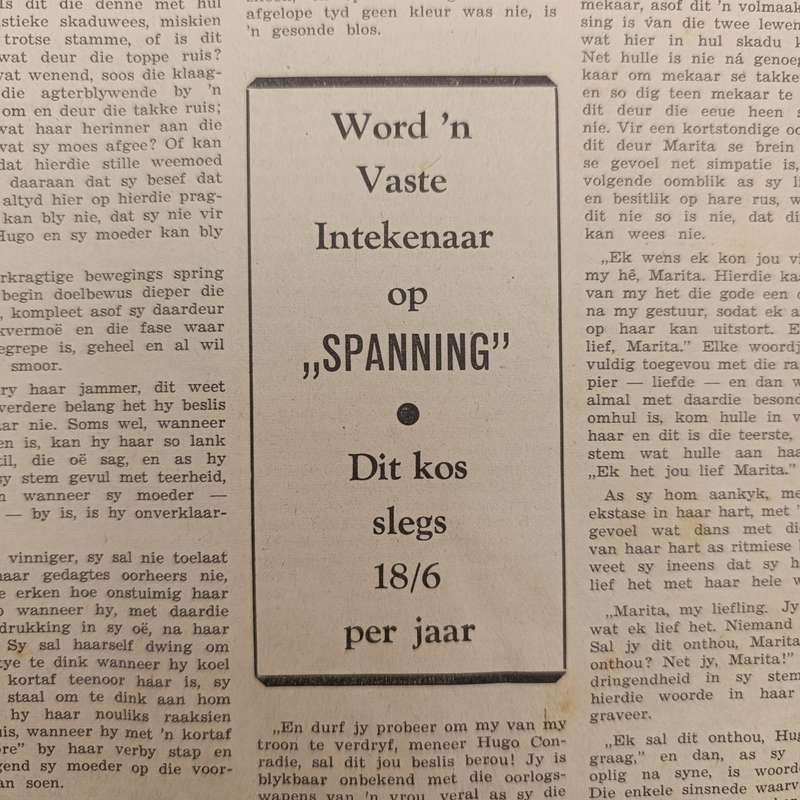 ls dit die denne met hul
stieke skaduwees, miskien
trotse stamme, of is dit
wat deur die toppe ruis?
wenend, soos die klaag-
die agterblywende by 'n
om en deur die takke ruis;
wat haar herinner aan die
wat sy moes afgee? Of kan
dat hierdie stille weemoed
daaraan dat sy besef dat
altyd hier op hierdie prag-
kan bly nie, dat sy nie vir
Hugo en sy moeder kan bly
rkragtige bewegings spring
begin doelbewus dieper die
, kompleet asof sy daardeur
kvermoë en die fase waar
egrepe is, geheel en al wil
smoor.
ry haar jammer, dit weet
verdere belang het hy beslis
ar nie. Soms wel, wanneer
en is, kan hy haar so lank
til, die oë sag, en as hy
sy stem gevul met teerheid,
wanneer sy moeder —
— by is, is hy onverklaar-
vinniger, sy sal nie toelaat
haar gedagtes oorheers nie,
erken hoe onstuimig haar
wanneer hy, met daardie
drukking in sy oë, na haar
Sy sal haarself dwing om
tye te dink wanneer hy koel
kortaf teenoor haar is, sy
staal om te dink aan hom
hy haar nouliks raaksien
uis, wanneer hy met 'n kortaf
ore” by haar verby stap en
gend sy moeder op die voor-
an soen.
afgelope tyd geen kleur was nie, is
'n gesonde blos.
Word 'n
Vaste
Intekenaar
op
„SPANNING”
●
Dit kos
slegs
18/6
per jaar
„En durf jy probeer om my van my
troon te verdryf, meneer Hugo Con-
radie, sal dit jou beslis berou! Jy is
blykbaar onbekend met die oorlogs-
wapens van 'n vrou, veral as sy die
mekaar, asof dit 'n volmaak
sing is van die twee lewen
wat hier in hul skadu
Net hulle is nie ná genoeg
kaar om mekaar se takke
en so dig teen mekaar te
dit deur die eeue heen
nie. Vir een kortstondige oo
dit deur Marita se brein
se gevoel net simpatie is,
volgende oomblik as sy
en besitlik op hare rus, w
dit nie so is nie, dat di
kan wees nie.
„Ek wens ek kon jou vi
my hê, Marita. Hierdie ka
van my het die gode een
na my gestuur, sodat ek a
op haar kan uitstort. E
lief, Marita.” Elke woordj
vuldig toegevou met die ra
pier — liefde — en dan w
almal met daardie besond
omhul is, kom hulle in v
haar en dit is die teerste,
stem wat hulle aan haa
„Ek het jou lief Marita.”
As sy hom aankyk, me
ekstase in haar hart, met '
gevoel wat dans met di
van haar hart as ritmiese
weet sy ineens dat sy h
lief het met haar hele w
„Marita, my liefling. Jy
wat ek lief het. Niemand
Sal jy dit onthou, Marita
onthou? Net jy, Marita!”
dringendheid in sy stem
hierdie woorde in haar
graveer.
„Ek sal dit onthou, Hug
graag,” en dan, as sy
oplig na syne, is woord
Die enkele sinsnede waarv